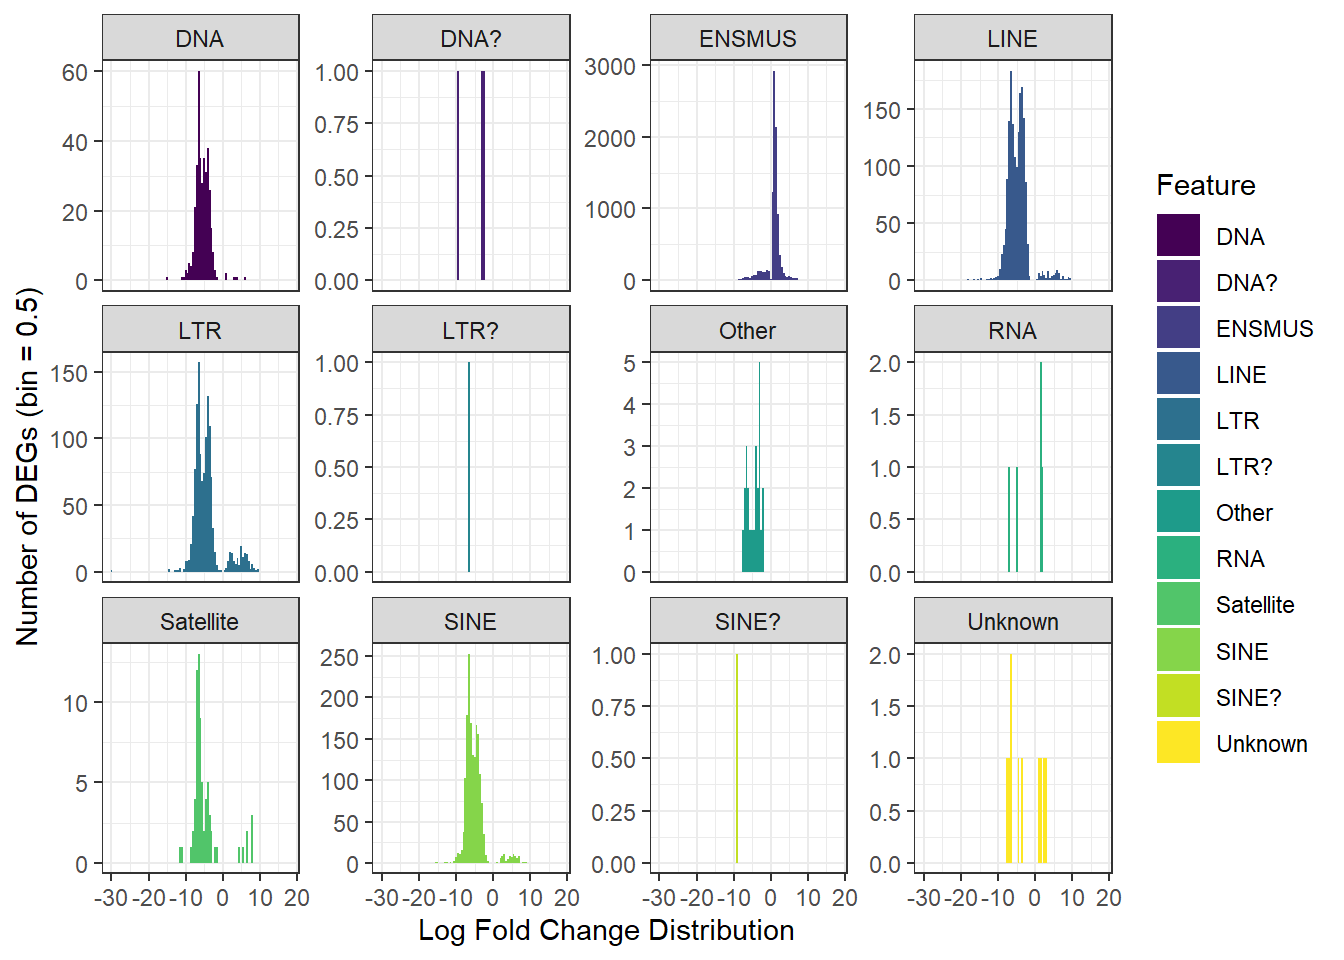 DNA
DNA?
ENSMUS
LINE
60
40
20
0
1.00
0.75
0.50
0.25
0.00
3000
2000
1000
0
150
100
50
0
LTR
LTR?
Other
RNA
150
100
50
0
1.00
0.75
0.50
0.25
0.00
5
4
3
2
1
0
2.0
1.5
1.0
0.5
0.0
Satellite
SINE
SINE?
Unknown
10
5
0
250
200
150
100
50
0
1.00
0.75
0.50
0.25
0.00
2.0
1.5
1.0
0.5
0.0
-30 -20 -10 0 10 20
-30 -20 -10 0 10 20
-30 -20 -10 0 10 20
-30 -20 -10 0 10 20
Log Fold Change Distribution
Number of DEGs (bin = 0.5)
Feature
DNA
DNA?
ENSMUS
LINE
LTR
LTR?
Other
RNA
Satellite
SINE
SINE?
Unknown